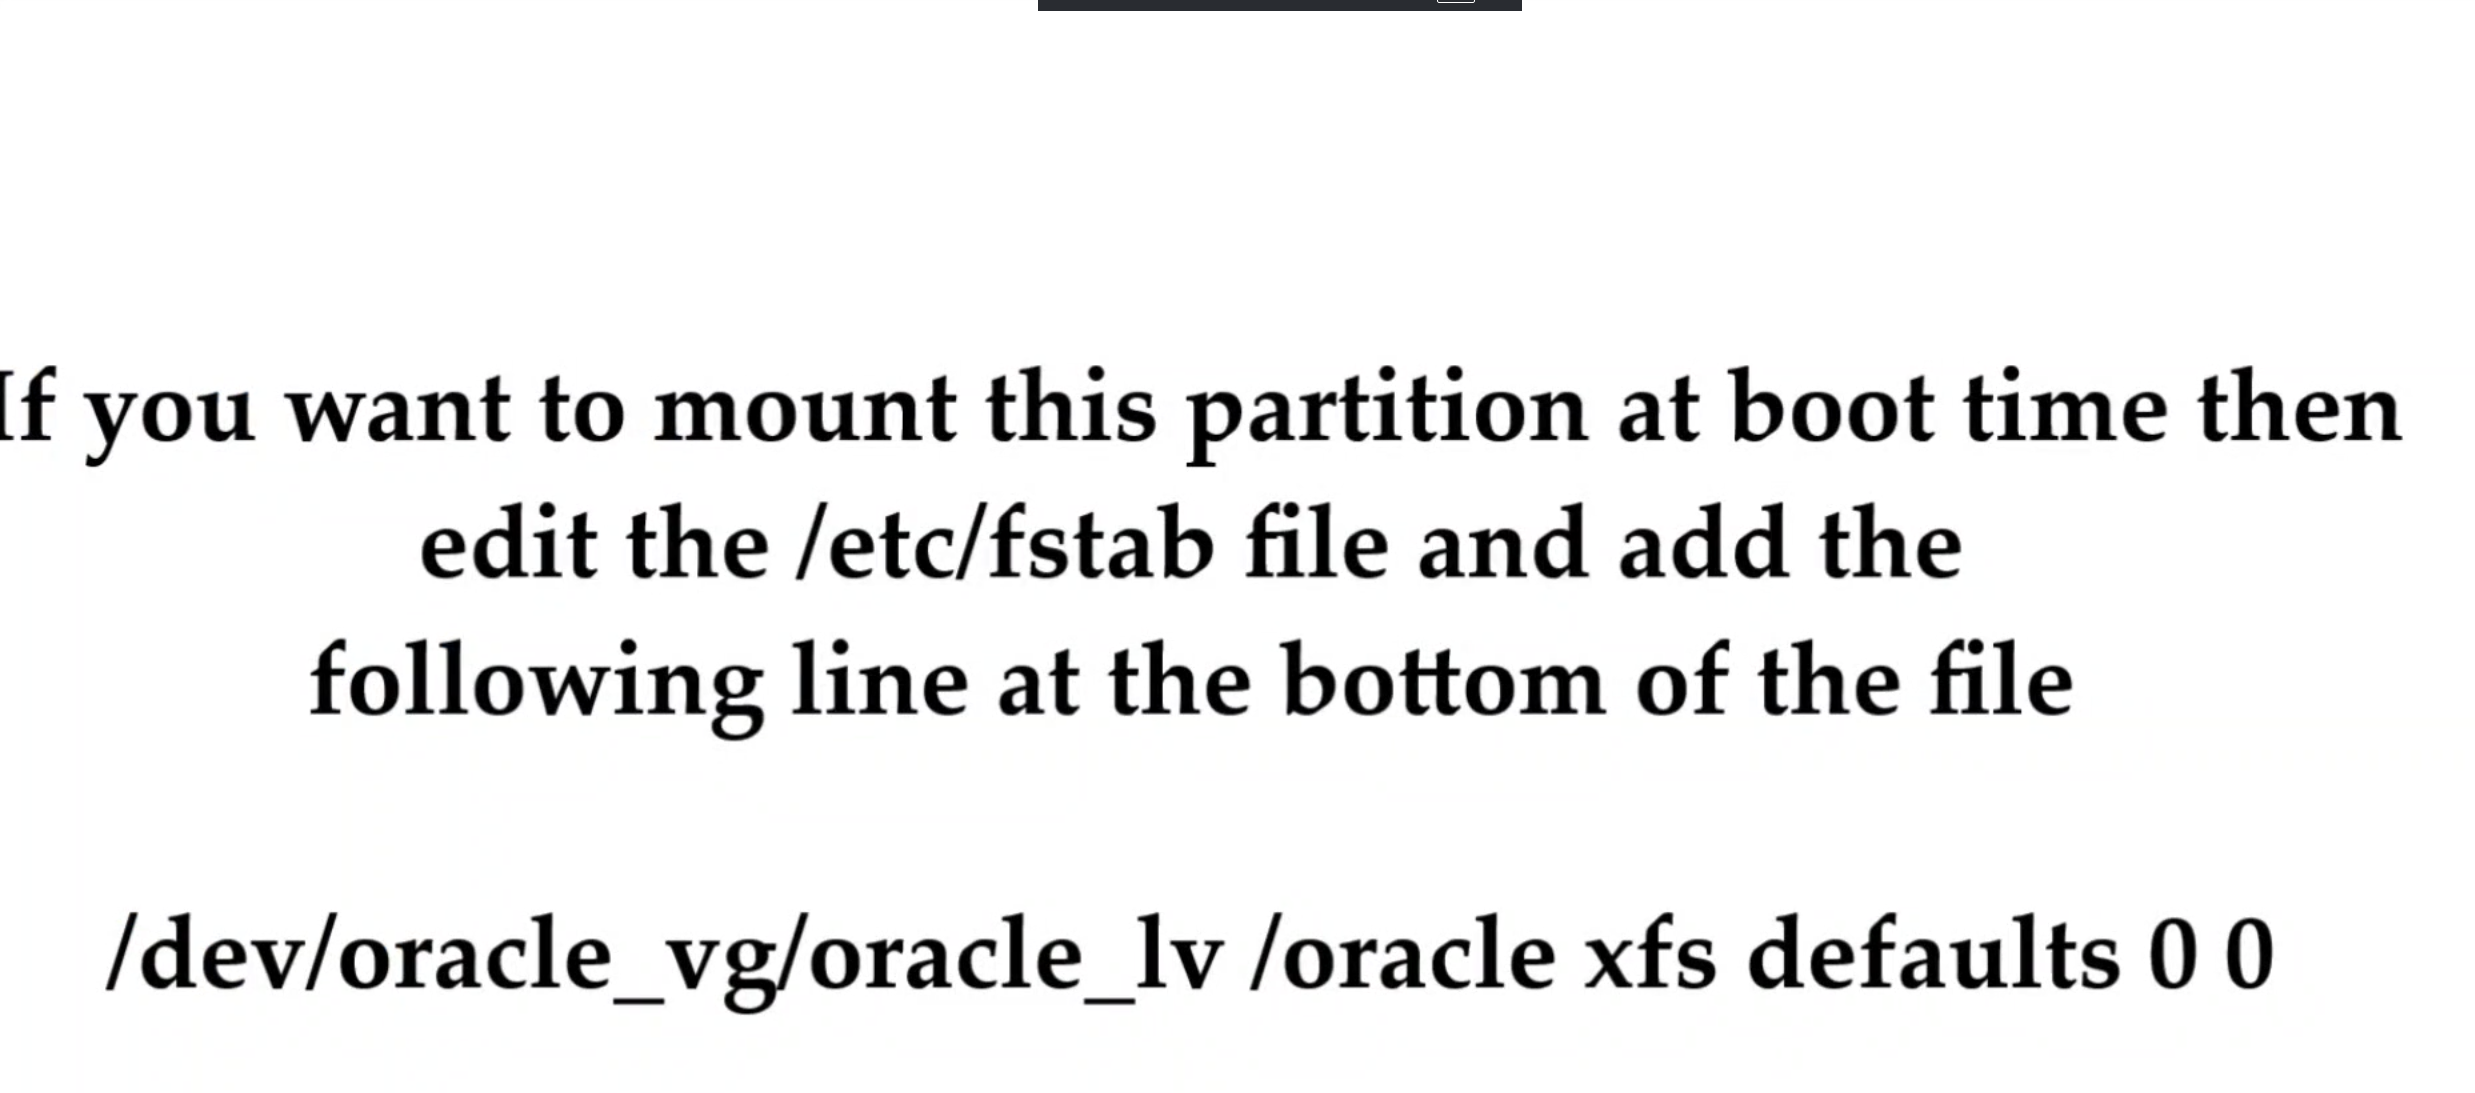 If you want to mount this partition at boot time then
edit the /etc/fstab file and add the
following line at the bottom of the file
/dev/oracle_vg/oracle_lv /oracle xfs defaults 0 0